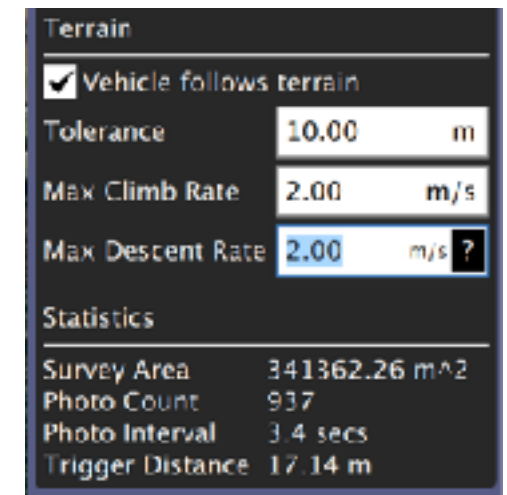 Terrain
Vehicle follows terrain
Tolerance 10.00 m
Max Climb Rate 2.00 m/s
Max Descent Rate 2.00 m/s ?
Statistics
Survey Area 341362.26 m^2
Photo Count 937
Photo Interval 3.4 secs
Trigger Distance 17.14 m